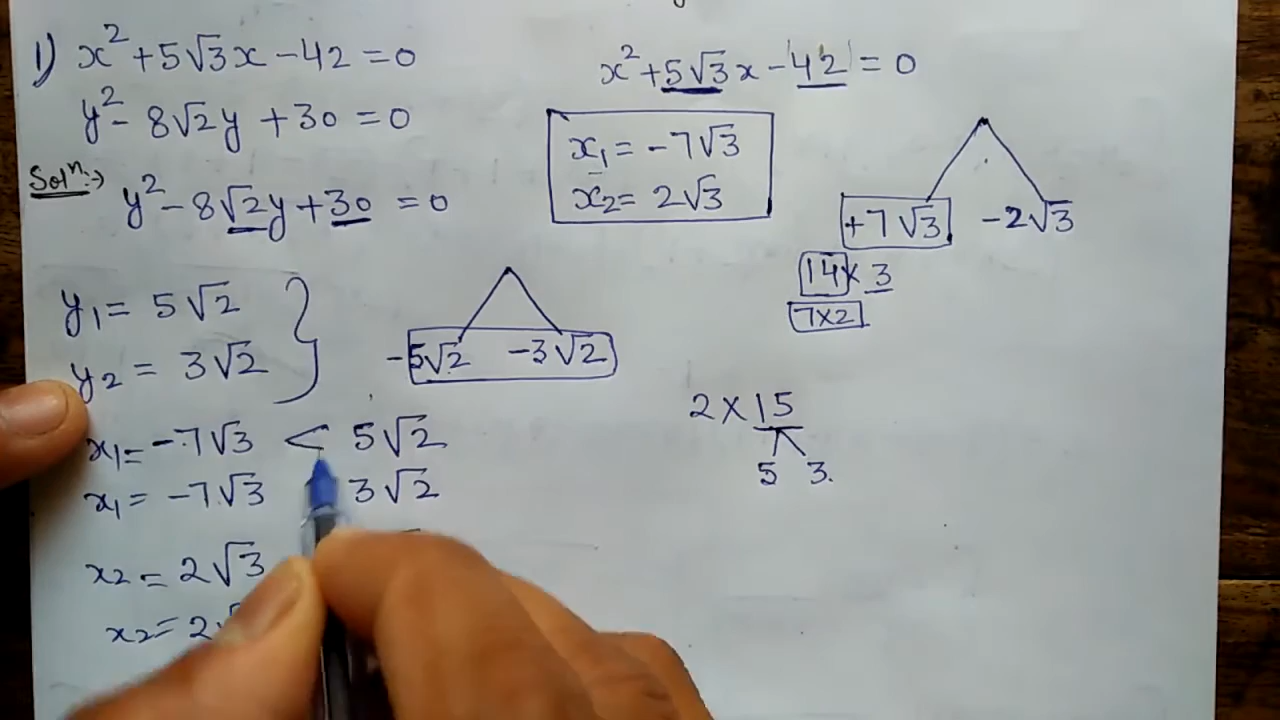 1) x² + 5√3x - 42 = 0
y² - 8√2y + 30 = 0
Solⁿ:→
y² - 8√2y + 30 = 0
y₁ = 5√2
y₂ = 3√2
-5√2 -3√2
x₁ = -7√3 < 5√2
x₁ = -7√3 3√2
x₂ = 2√3
x₂ = 2√
x² + 5√3x - 42 = 0
x₁ = -7√3
x₂ = 2√3
+7√3 -2√3
14 × 3
7×2
2 × 15
5 3.